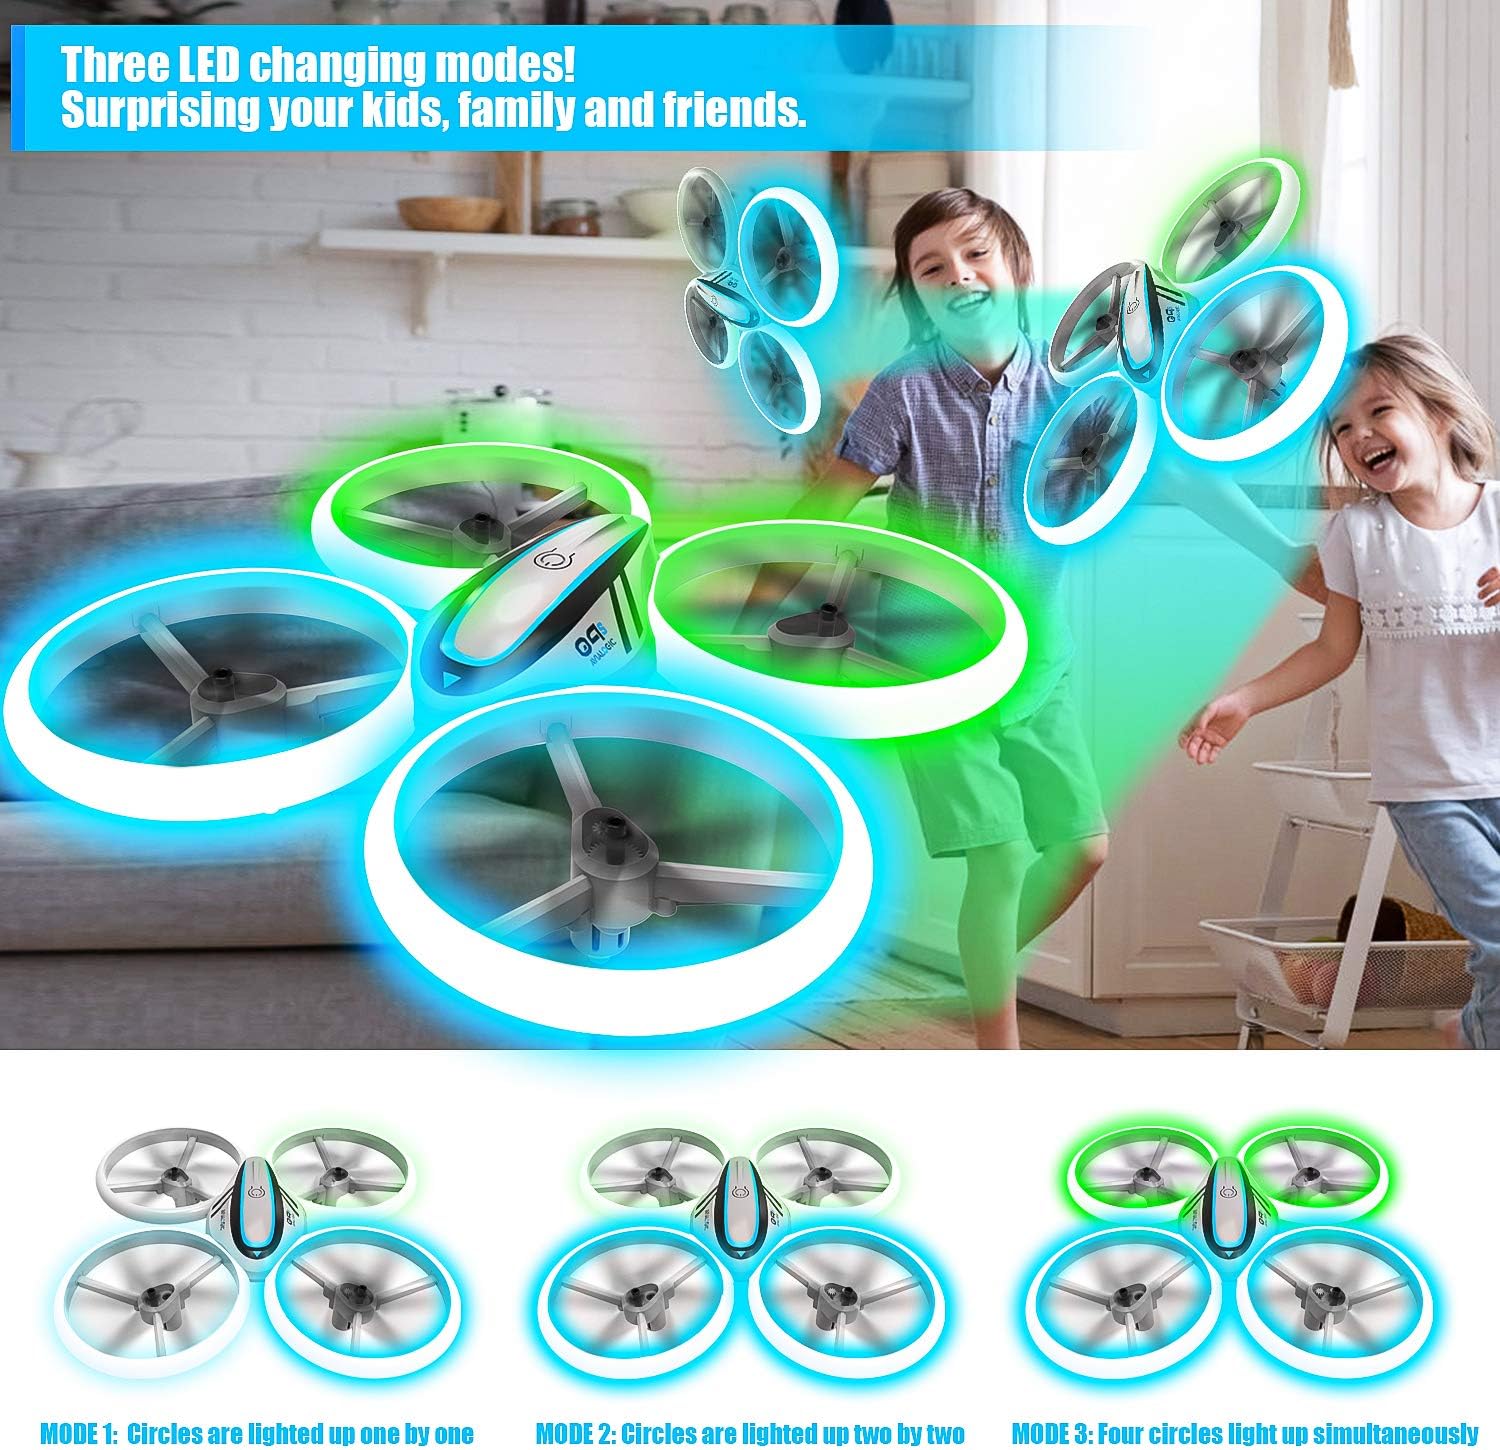 Three LED changing modes!
Surprising your kids, family and friends.
AVIALOGIC
MODE 1: Circles are lighted up one by one
MODE 2: Circles are lighted up two by two
MODE 3: Four circles light up simultaneously